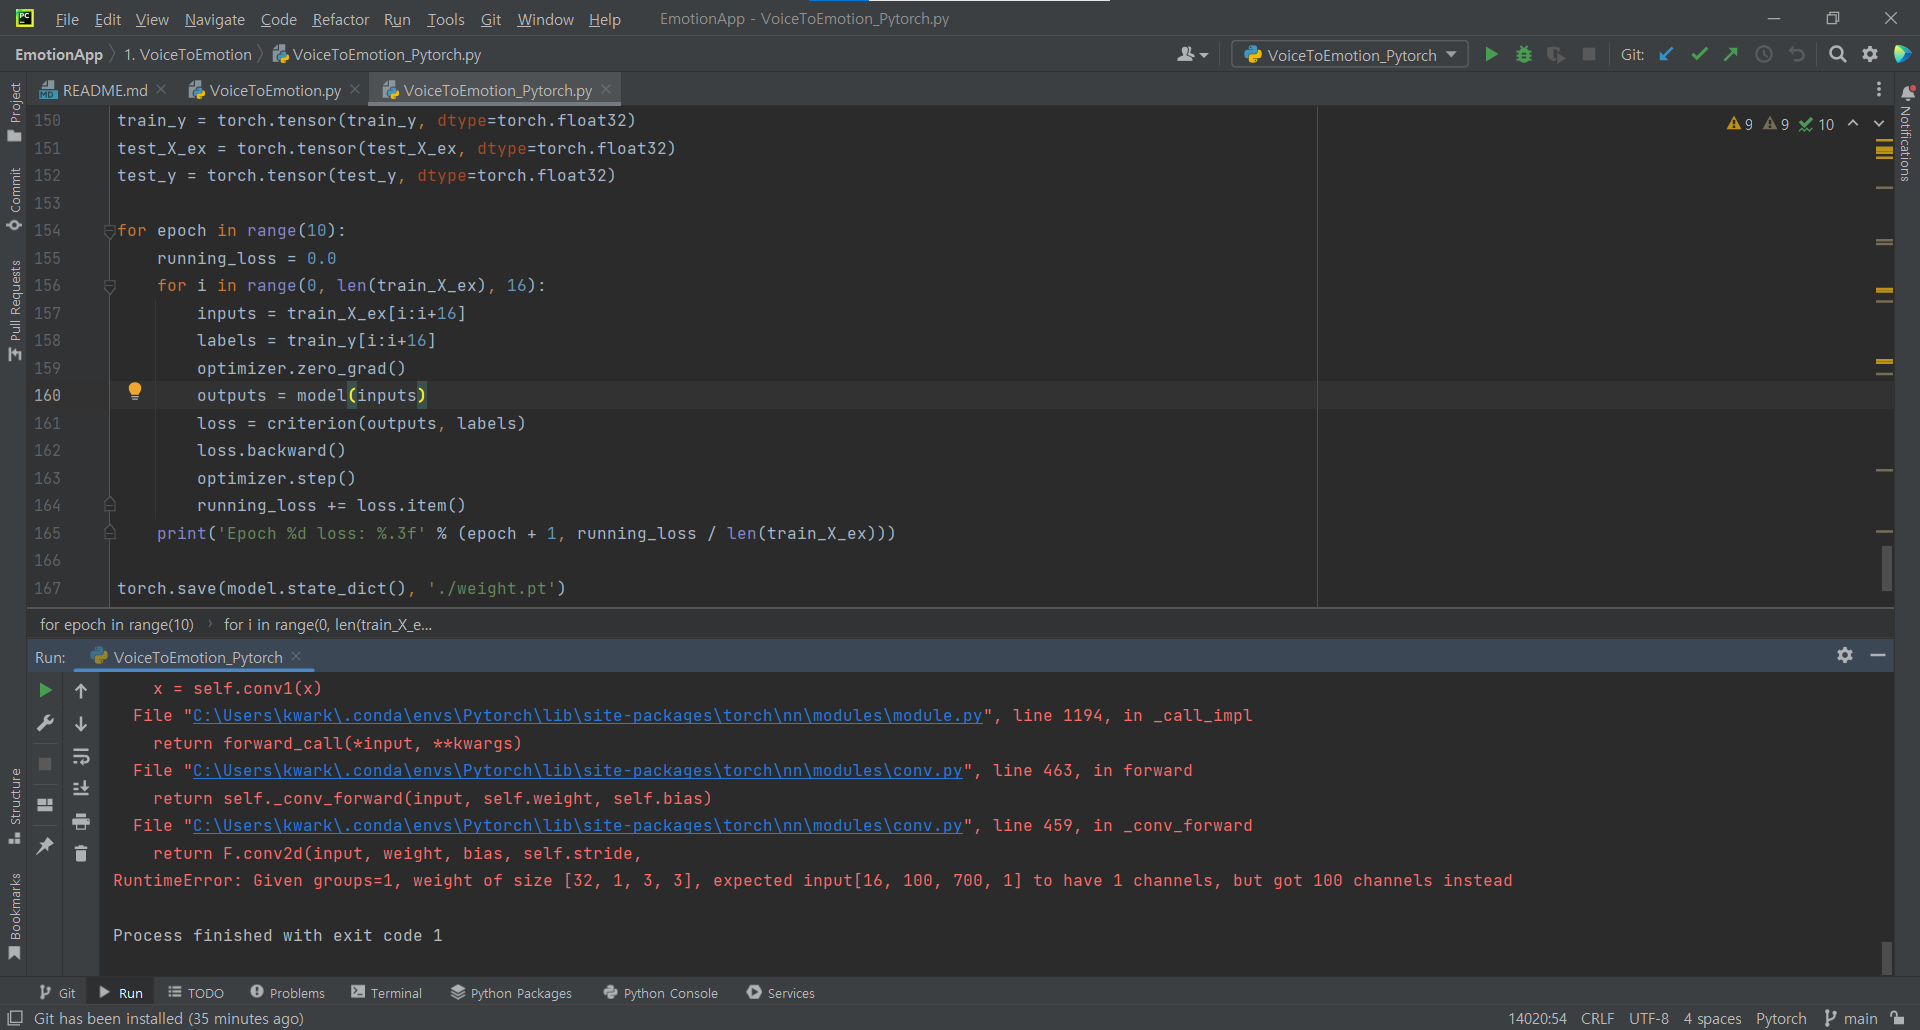 File Edit View Navigate Code Refactor Run Tools Git Window Help EmotionApp - VoiceToEmotion_Pytorch.py
EmotionApp 1. VoiceToEmotion VoiceToEmotion_Pytorch.py VoiceToEmotion_Pytorch Git:
README.md VoiceToEmotion.py VoiceToEmotion_Pytorch.py
Project
Commit
Pull Requests
Structure
Bookmarks
Notifications
9 9 10
150 train_y = torch.tensor(train_y, dtype=torch.float32)
151 test_X_ex = torch.tensor(test_X_ex, dtype=torch.float32)
152 test_y = torch.tensor(test_y, dtype=torch.float32)
153
154 for epoch in range(10):
155 running_loss = 0.0
156 for i in range(0, len(train_X_ex), 16):
157 inputs = train_X_ex[i:i+16]
158 labels = train_y[i:i+16]
159 optimizer.zero_grad()
160 outputs = model(inputs)
161 loss = criterion(outputs, labels)
162 loss.backward()
163 optimizer.step()
164 running_loss += loss.item()
165 print('Epoch %d loss: %.3f' % (epoch + 1, running_loss / len(train_X_ex)))
166
167 torch.save(model.state_dict(), './weight.pt')
for epoch in range(10) for i in range(0, len(train_X_e...
Run: VoiceToEmotion_Pytorch
x = self.conv1(x)
File "C:\Users\kwark\.conda\envs\Pytorch\lib\site-packages\torch\nn\modules\module.py", line 1194, in _call_impl
return forward_call(*input, **kwargs)
File "C:\Users\kwark\.conda\envs\Pytorch\lib\site-packages\torch\nn\modules\conv.py", line 463, in forward
return self._conv_forward(input, self.weight, self.bias)
File "C:\Users\kwark\.conda\envs\Pytorch\lib\site-packages\torch\nn\modules\conv.py", line 459, in _conv_forward
return F.conv2d(input, weight, bias, self.stride,
RuntimeError: Given groups=1, weight of size [32, 1, 3, 3], expected input[16, 100, 700, 1] to have 1 channels, but got 100 channels instead
Process finished with exit code 1
Git Run TODO Problems Terminal Python Packages Python Console Services
Git has been installed (35 minutes ago) 14020:54 CRLF UTF-8 4 spaces Pytorch main